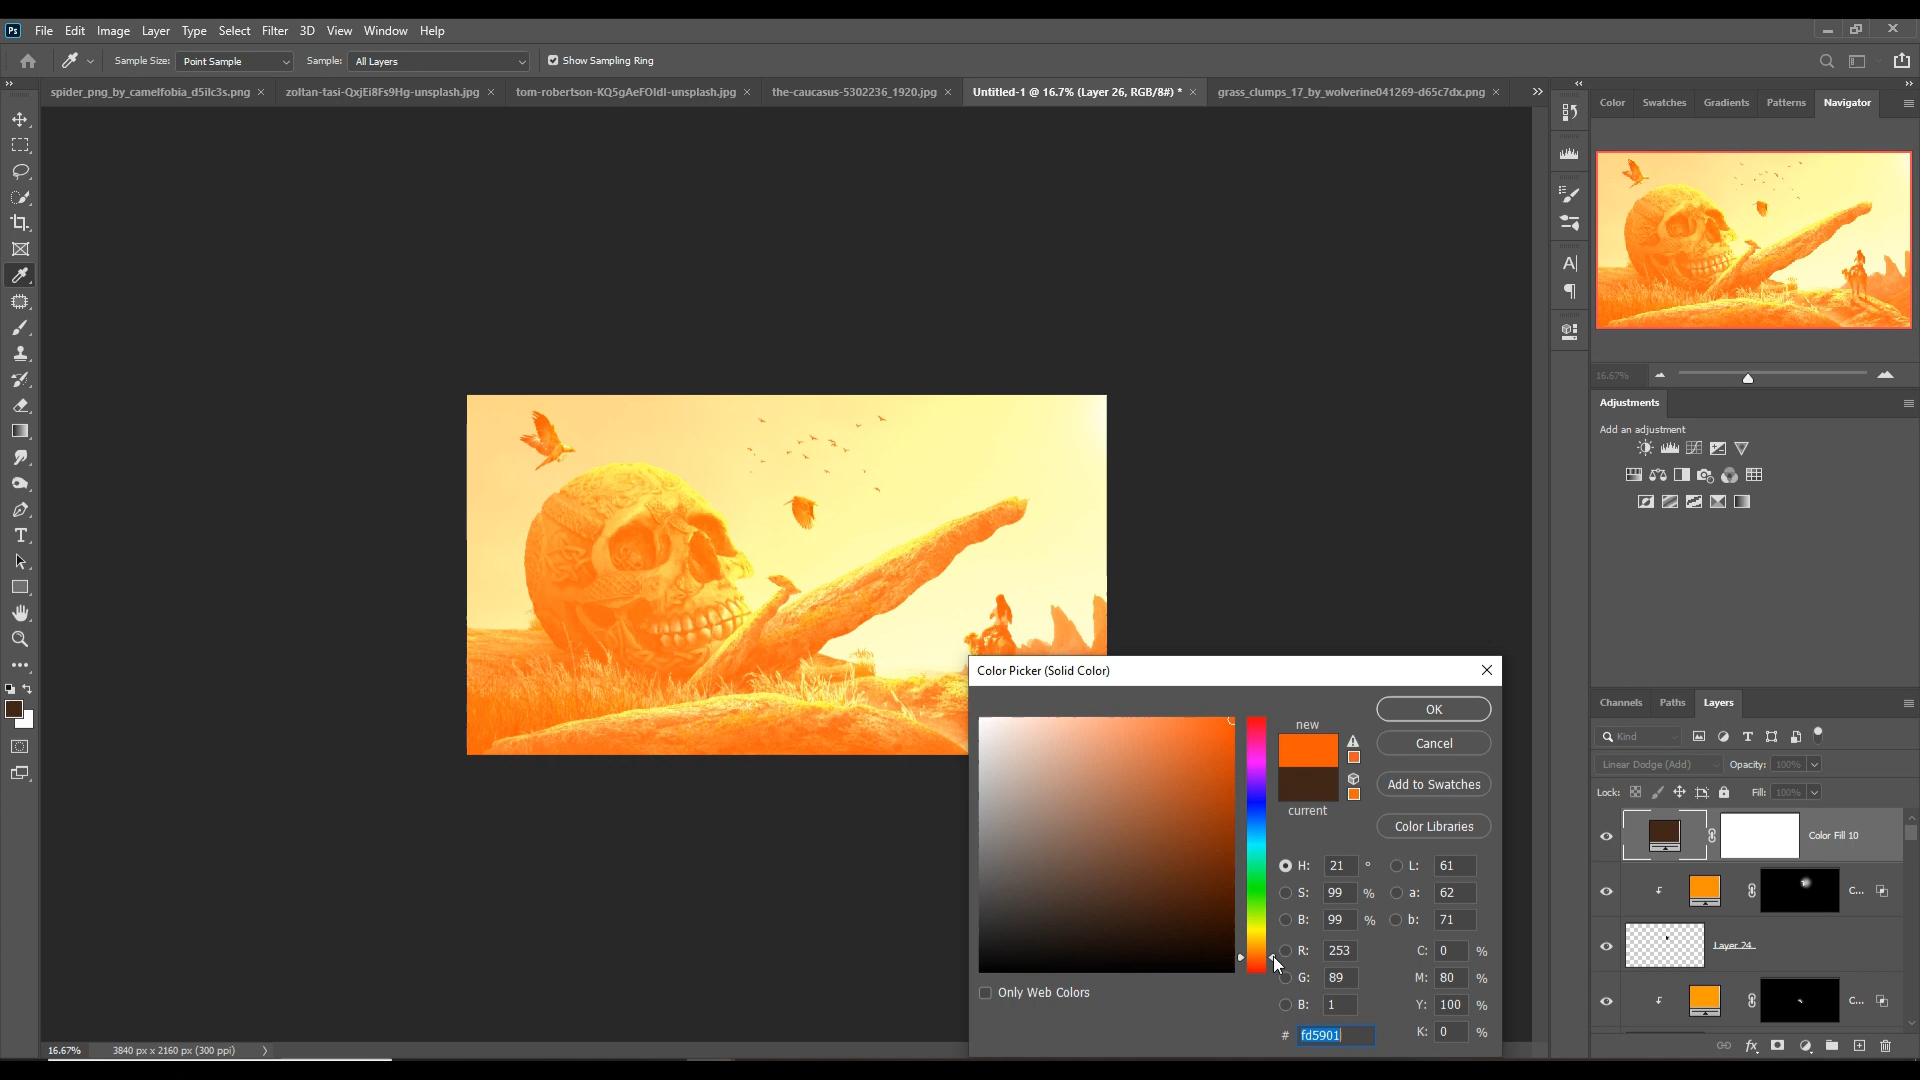 Ps File Edit Image Layer Type Select Filter 3D View Window Help
Sample Size: Point Sample Sample: All Layers Show Sampling Ring
spider_png_by_camelfobia_d5ilc3s.png × zoltan-tasi-QxjEi8Fs9Hg-unsplash.jpg × tom-robertson-KQ5gAeFOIdI-unsplash.jpg × the-caucasus-5302236_1920.jpg × Untitled-1 @ 16.7% (Layer 26, RGB/8#) * × grass_clumps_17_by_wolverine041269-d65c7dx.png ×
Color Swatches Gradients Patterns Navigator
16.67%
Adjustments
Add an adjustment
Color Picker (Solid Color)
new
current
OK
Cancel
Add to Swatches
Color Libraries
H: 21 ° L: 61
S: 99 % a: 62
B: 99 % b: 71
R: 253 C: 0 %
G: 89 M: 80 %
B: 1 Y: 100 %
# fd5901 K: 0 %
Only Web Colors
Channels Paths Layers
Kind
Linear Dodge (Add) Opacity: 100%
Lock: Fill: 100%
Color Fill 10
C...
Layer 24
C...
16.67% 3840 px x 2160 px (300 ppi)